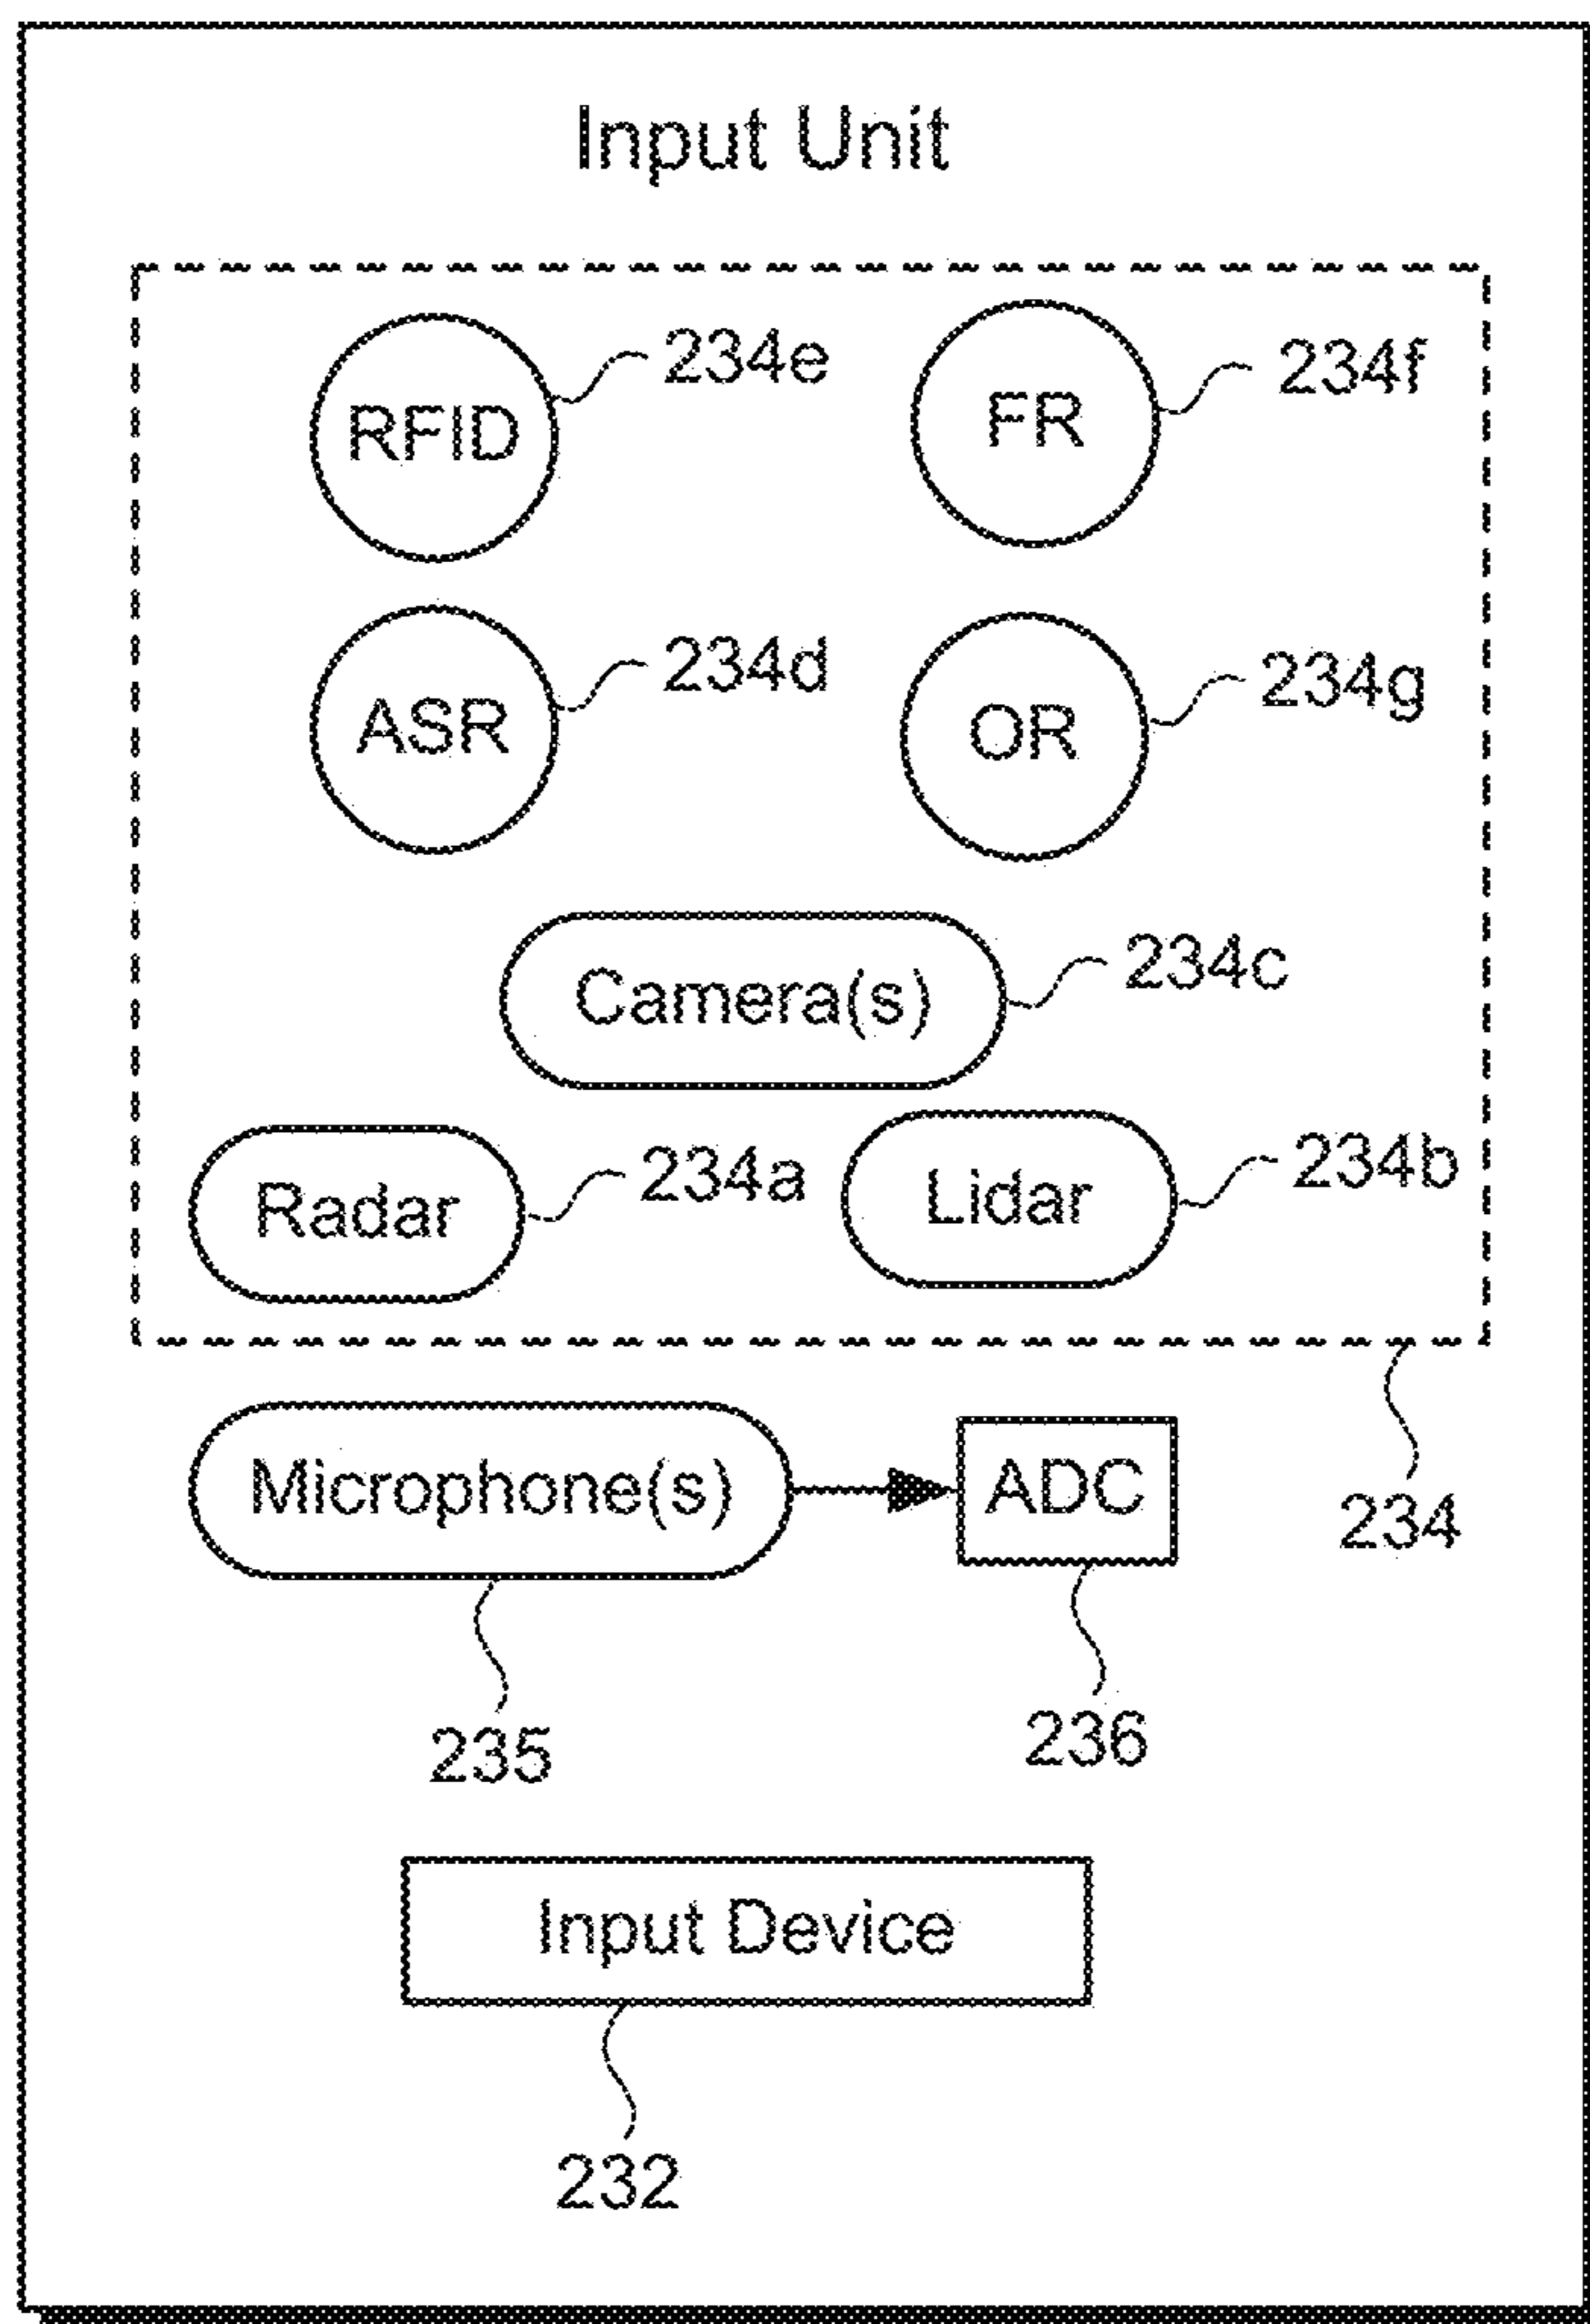 Input Unit
RFID 234e
FR 234f
ASR 234d
OR 234g
Camera(s) 234c
Radar 234a
Lidar 234b
Microphone(s)
ADC
234
235
236
Input Device
232